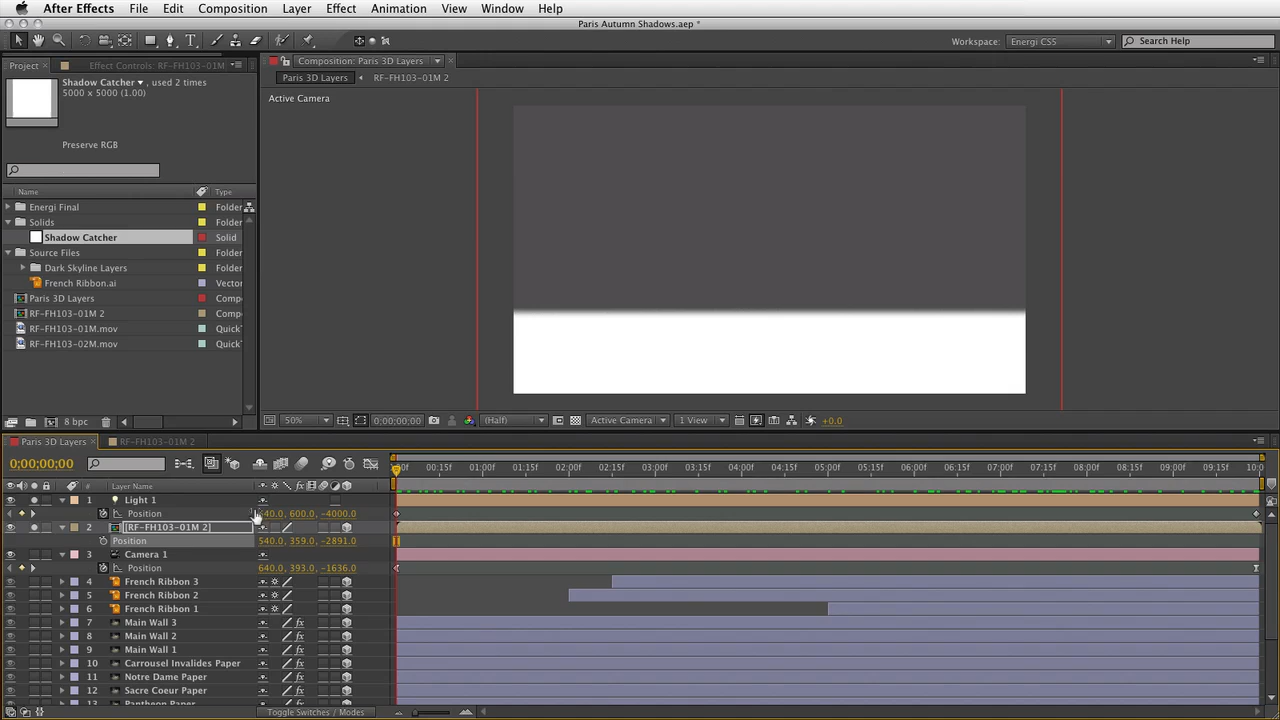 After Effects File Edit Composition Layer Effect Animation View Window Help
Paris Autumn Shadows.aep *
Workspace: Energi CS5 Search Help
Project Effect Controls: RF-FH103-01M Composition: Paris 3D Layers
Shadow Catcher , used 2 times
5000 x 5000 (1.00)
Paris 3D Layers RF-FH103-01M 2
Active Camera
Preserve RGB
Name Type
Energi Final Folder
Solids Folder
Shadow Catcher Solid
Source Files Folder
Dark Skyline Layers Folder
French Ribbon.ai Vector
Paris 3D Layers Compo
RF-FH103-01M 2 Compo
RF-FH103-01M.mov QuickT
RF-FH103-02M.mov QuickT
8 bpc 50% 0;00;00;00 (Half) Active Camera 1 View +0.0
Paris 3D Layers RF-FH103-01M 2
0;00;00;00 00:15f 01:00f 01:15f 02:00f 02:15f 03:00f 03:15f 04:00f 04:15f 05:00f 05:15f 06:00f 06:15f 07:00f 07:15f 08:00f 08:15f 09:00f 09:15f 10:0
# Layer Name
1 Light 1
Position 600.0, -4000.0
2 [RF-FH103-01M 2]
Position 540.0, 359.0, -2891.0
3 Camera 1
Position 640.0, 393.0, -1636.0
4 French Ribbon 3
5 French Ribbon 2
6 French Ribbon 1
7 Main Wall 3
8 Main Wall 2
9 Main Wall 1
10 Carrousel Invalides Paper
11 Notre Dame Paper
12 Sacre Coeur Paper
13 Pantheon Paper
Toggle Switches / Modes